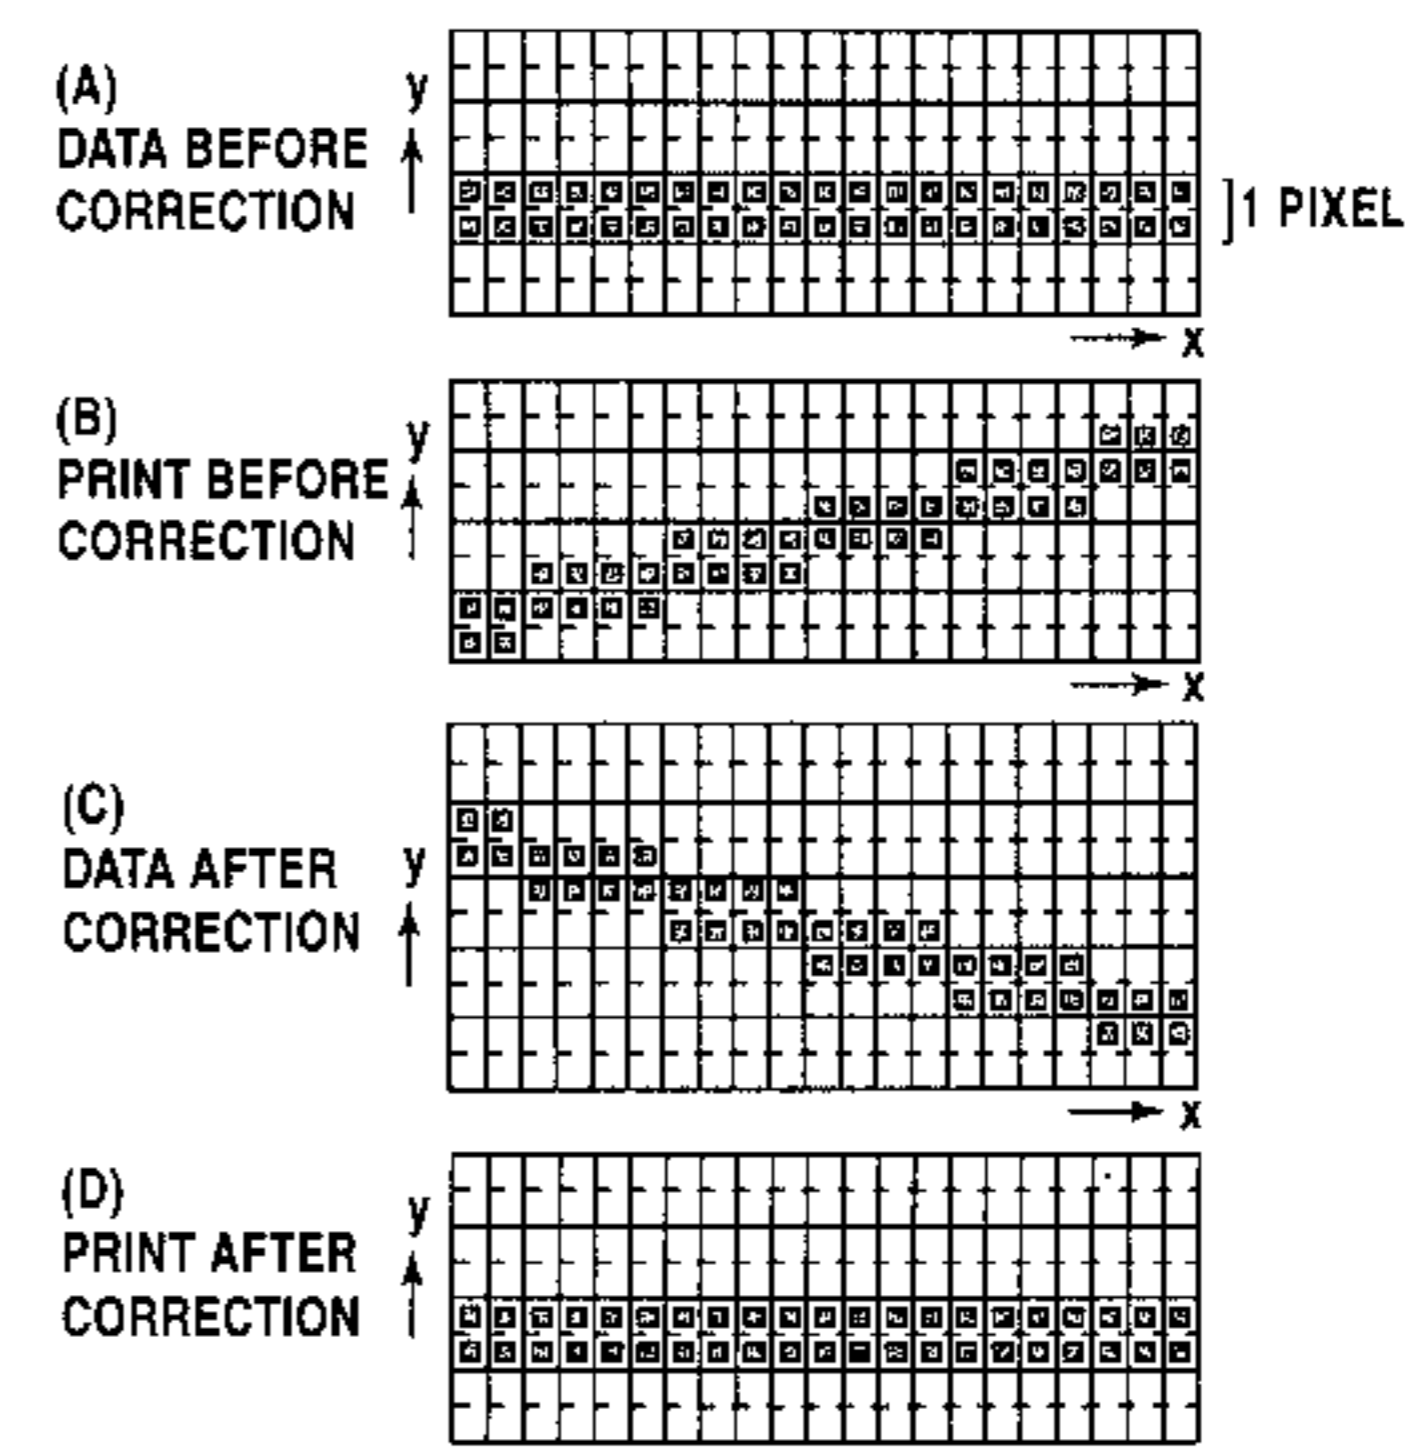 (A)
y
DATA BEFORE
CORRECTION
]1 PIXEL
x
(B)
y
PRINT BEFORE
CORRECTION
x
(C)
DATA AFTER
y
CORRECTION
x
(D)
y
PRINT AFTER
CORRECTION